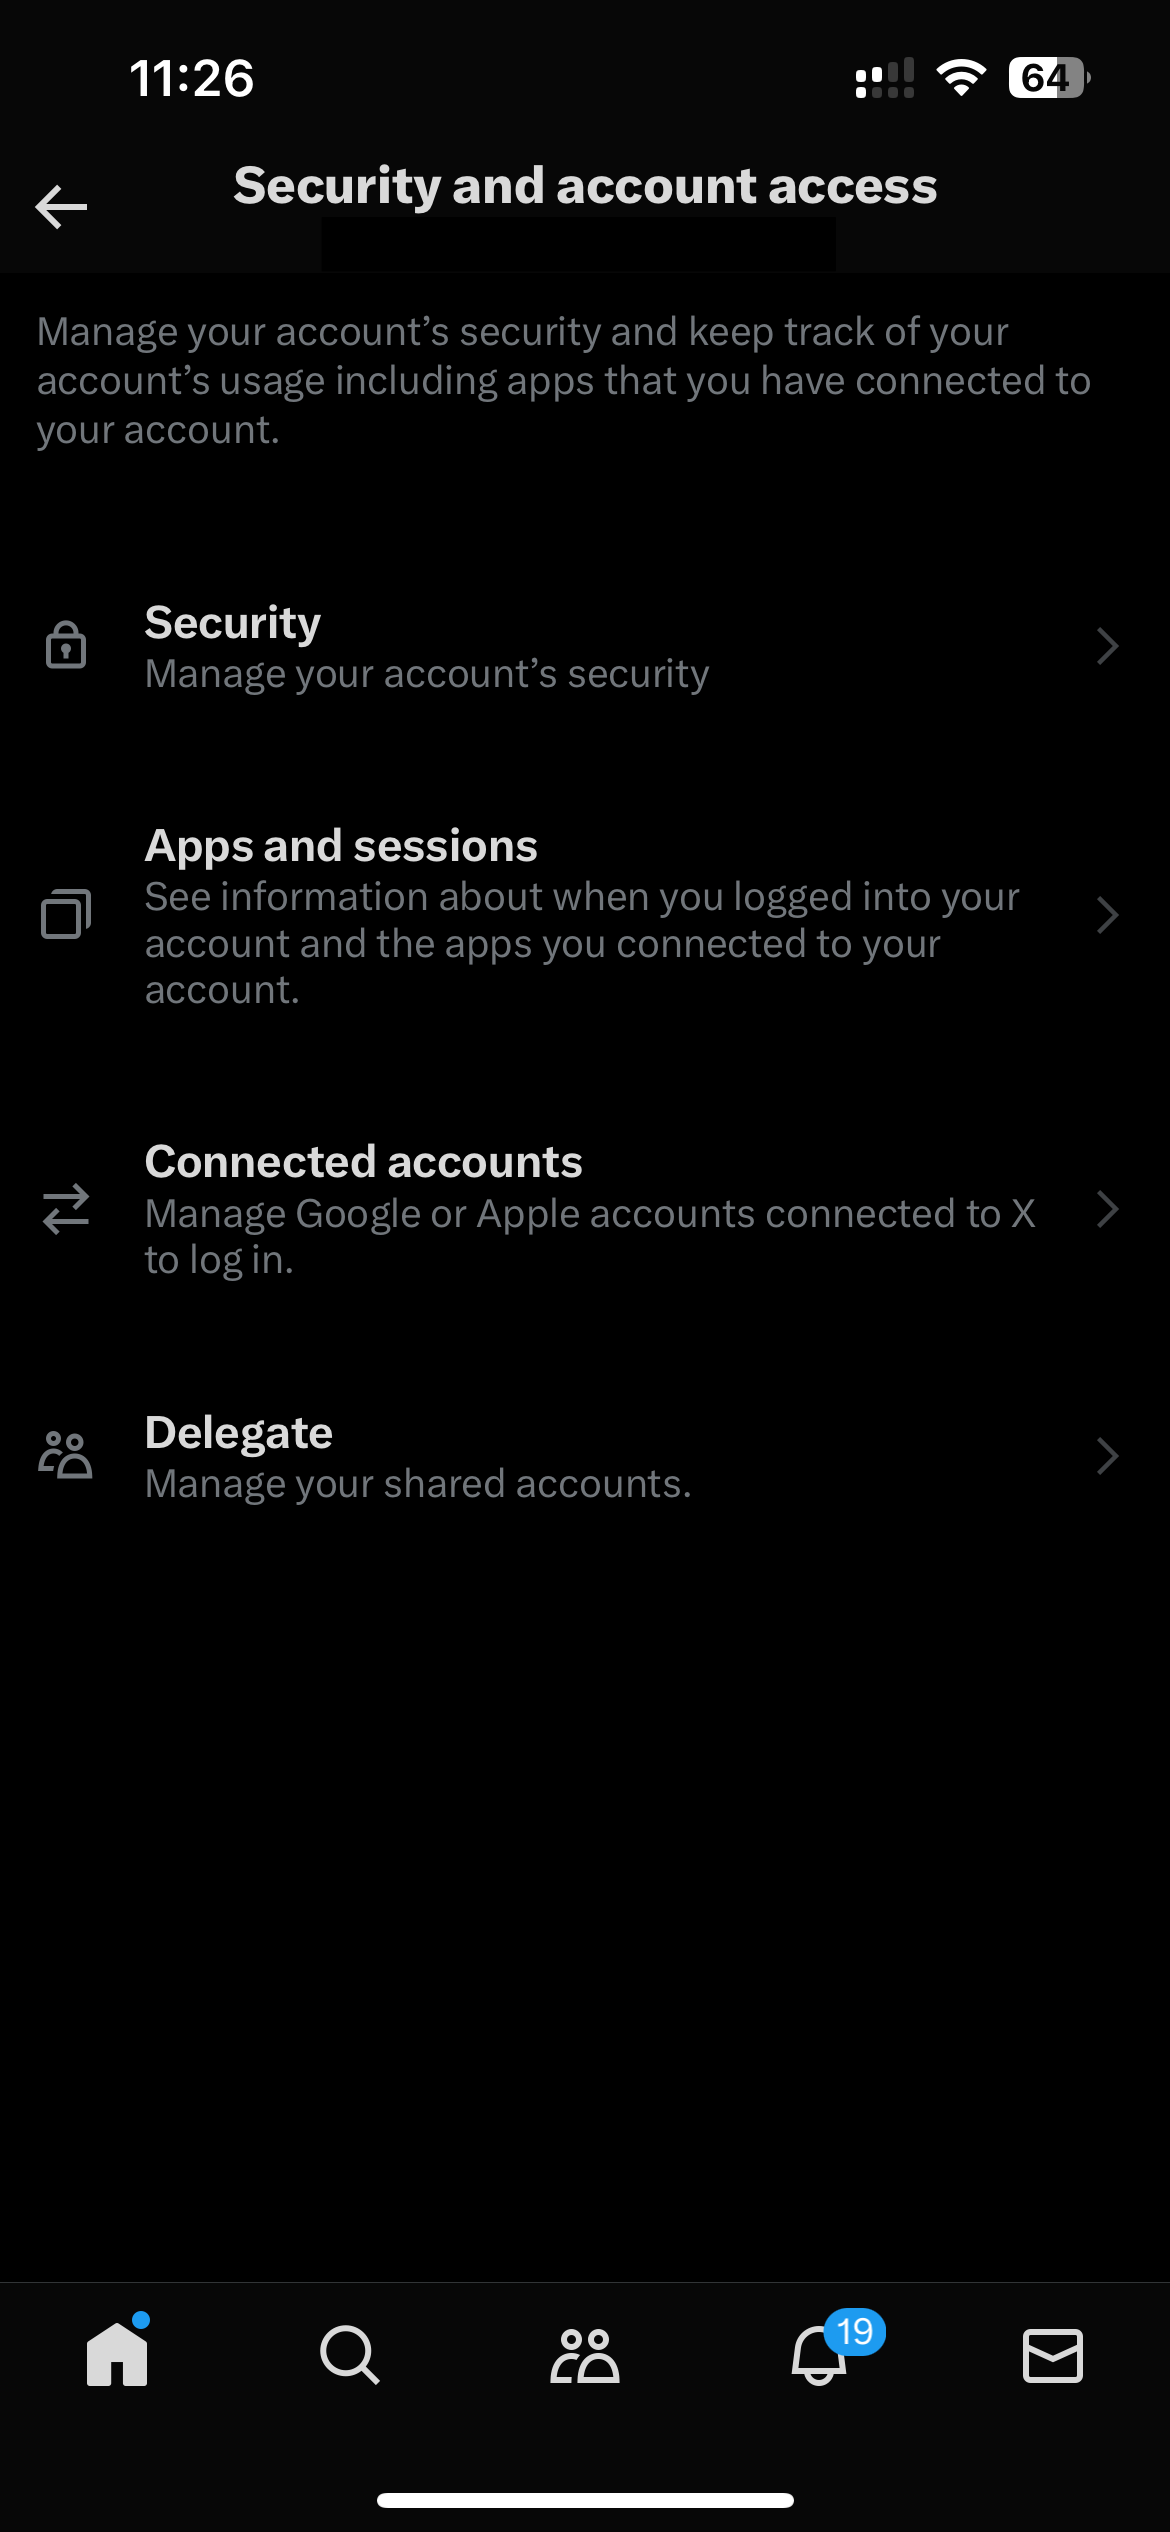 11:26
64
Security and account access
Manage your account’s security and keep track of your
account’s usage including apps that you have connected to
your account.
Security
Manage your account’s security
Apps and sessions
See information about when you logged into your
account and the apps you connected to your
account.
Connected accounts
Manage Google or Apple accounts connected to X
to log in.
Delegate
Manage your shared accounts.
19